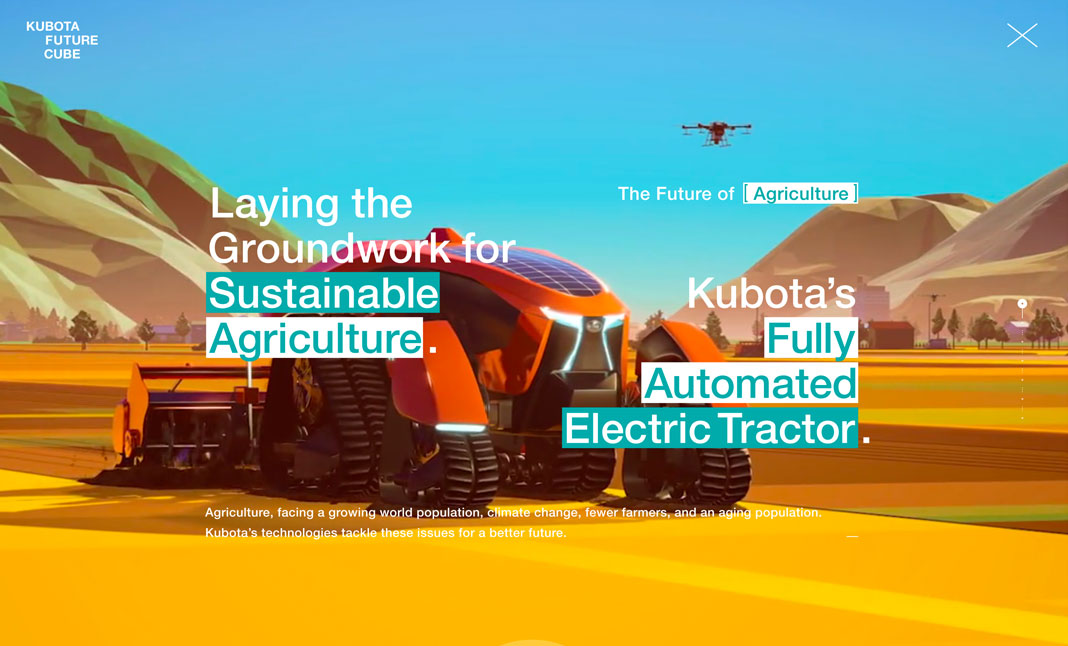 KUBOTA
FUTURE
CUBE
Laying the
Groundwork for
Sustainable
Agriculture.
The Future of [ Agriculture ]
Kubota’s
Fully
Automated
Electric Tractor.
Agriculture, facing a growing world population, climate change, fewer farmers, and an aging population.
Kubota’s technologies tackle these issues for a better future.